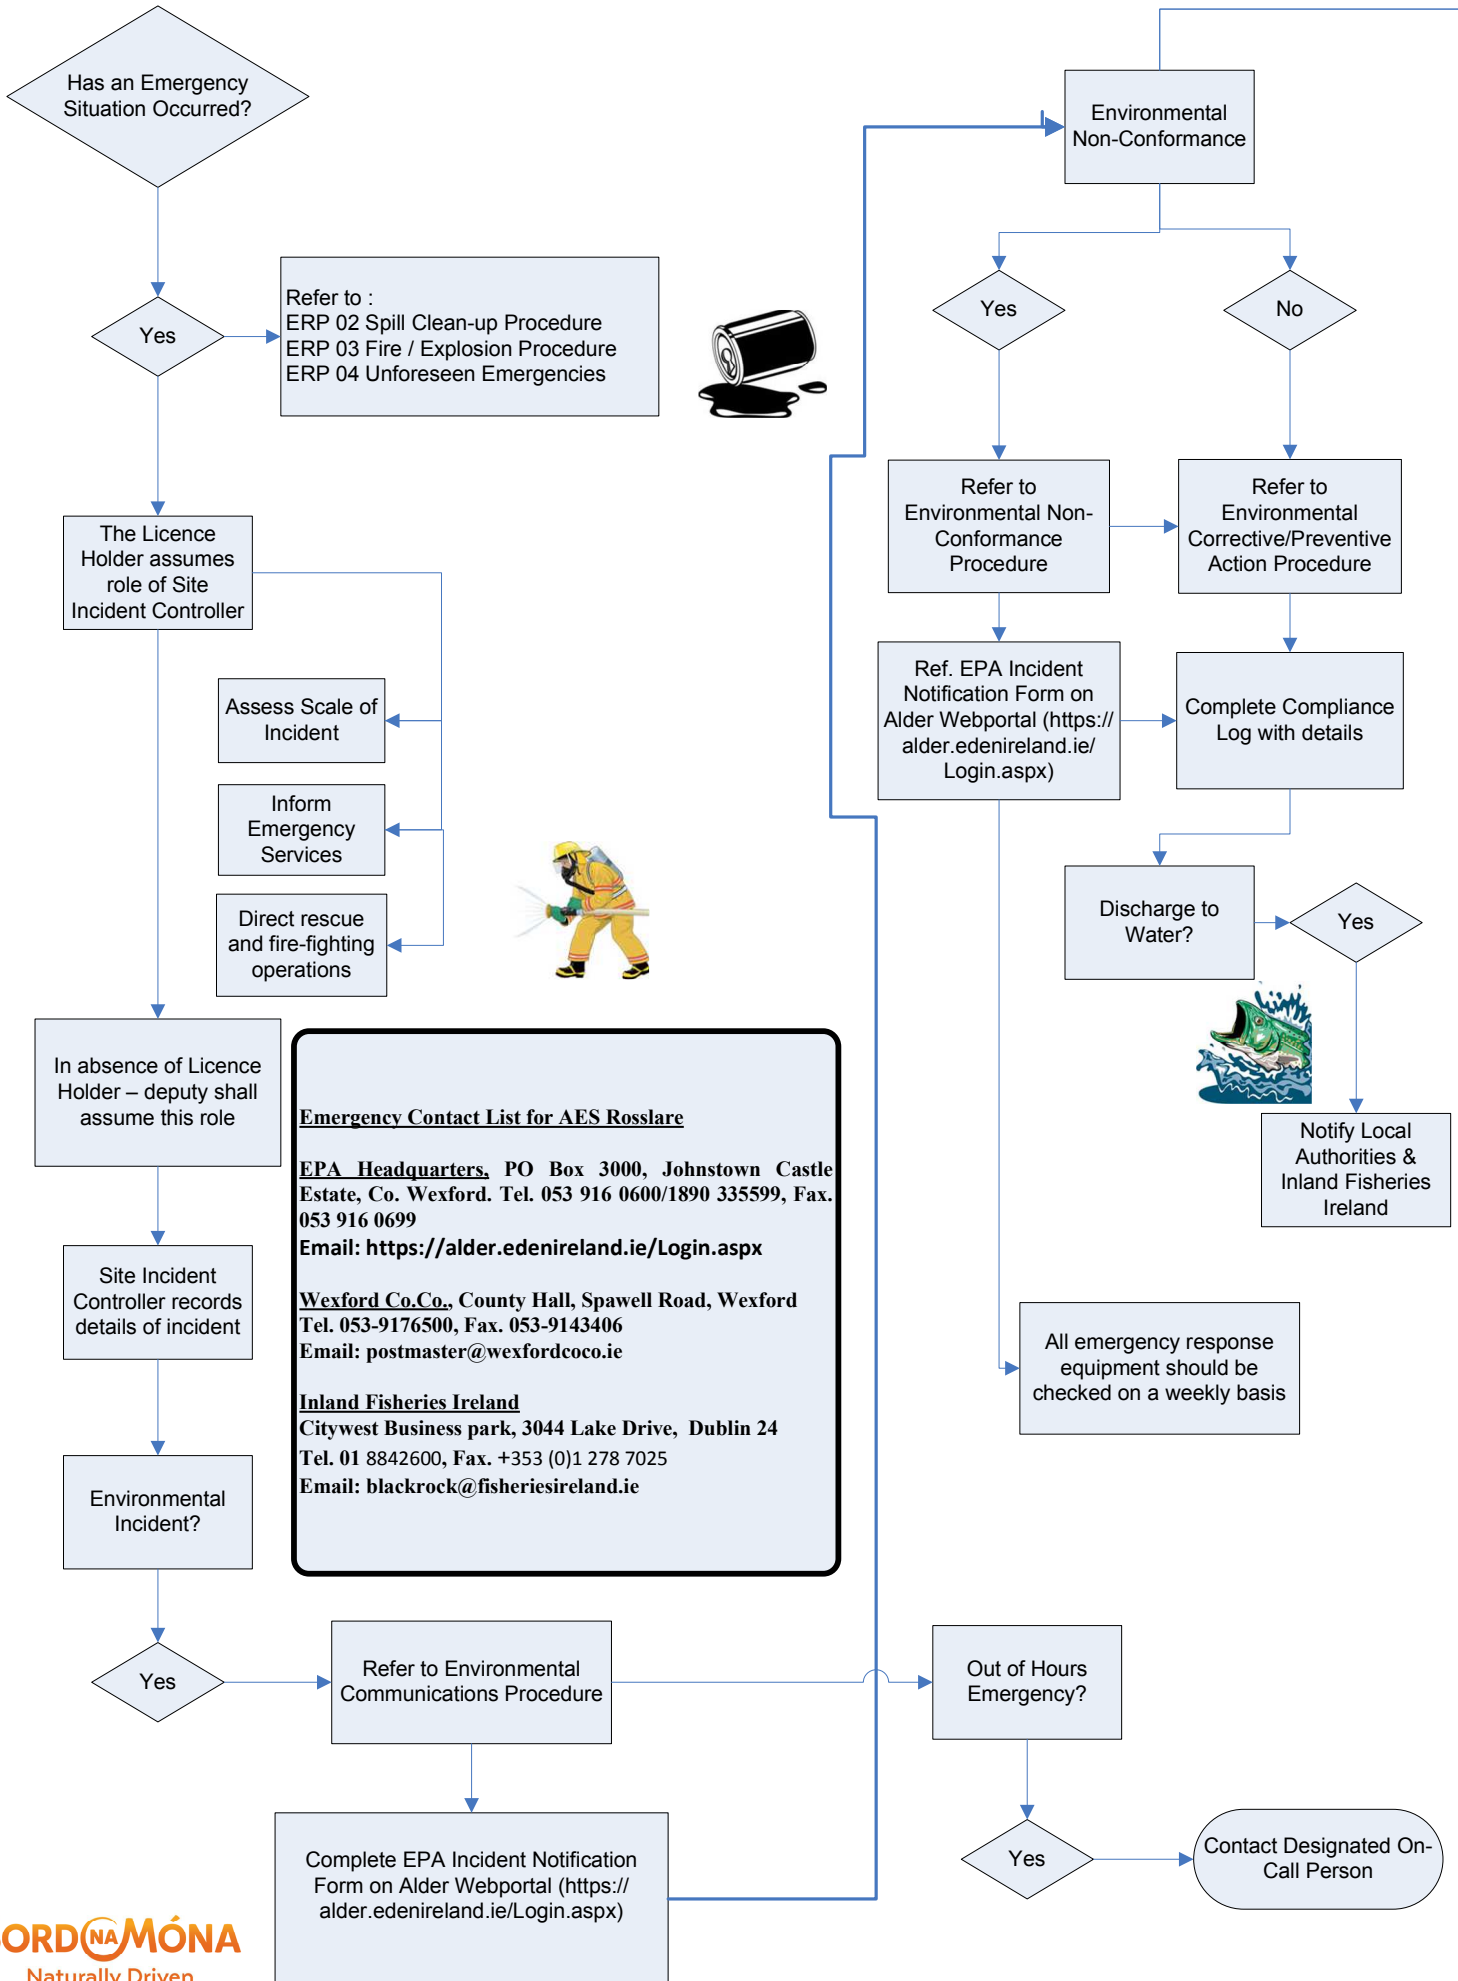 Has an Emergency
Situation Occurred?
Yes
Refer to :
ERP 02 Spill Clean-up Procedure
ERP 03 Fire / Explosion Procedure
ERP 04 Unforeseen Emergencies
The Licence
Holder assumes
role of Site
Incident Controller
Assess Scale of
Incident
Inform
Emergency
Services
Direct rescue
and fire-fighting
operations
In absence of Licence
Holder – deputy shall
assume this role
Site Incident
Controller records
details of incident
Environmental
Incident?
Yes
Refer to Environmental
Communications Procedure
Complete EPA Incident Notification
Form on Alder Webportal (https://
alder.edenireland.ie/Login.aspx)
Emergency Contact List for AES Rosslare
EPA Headquarters, PO Box 3000, Johnstown Castle
Estate, Co. Wexford. Tel. 053 916 0600/1890 335599, Fax.
053 916 0699
Email: https://alder.edenireland.ie/Login.aspx
Wexford Co.Co., County Hall, Spawell Road, Wexford
Tel. 053-9176500, Fax. 053-9143406
Email: postmaster@wexfordcoco.ie
Inland Fisheries Ireland
Citywest Business park, 3044 Lake Drive, Dublin 24
Tel. 01 8842600, Fax. +353 (0)1 278 7025
Email: blackrock@fisheriesireland.ie
Environmental
Non-Conformance
Yes
No
Refer to
Environmental Non-
Conformance
Procedure
Refer to
Environmental
Corrective/Preventive
Action Procedure
Ref. EPA Incident
Notification Form on
Alder Webportal (https://
alder.edenireland.ie/
Login.aspx)
Complete Compliance
Log with details
Discharge to
Water?
Yes
Notify Local
Authorities &
Inland Fisheries
Ireland
All emergency response
equipment should be
checked on a weekly basis
Out of Hours
Emergency?
Yes
Contact Designated On-
Call Person
BORD NA MÓNA
Naturally Driven